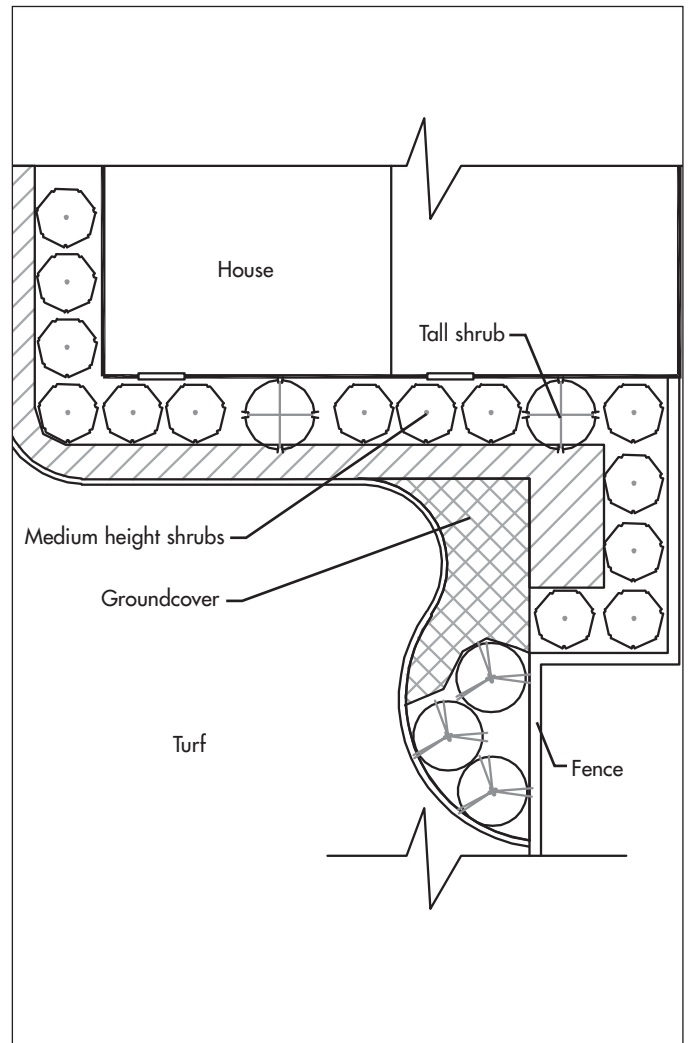 House
Tall shrub
Medium height shrubs
Groundcover
Turf
Fence